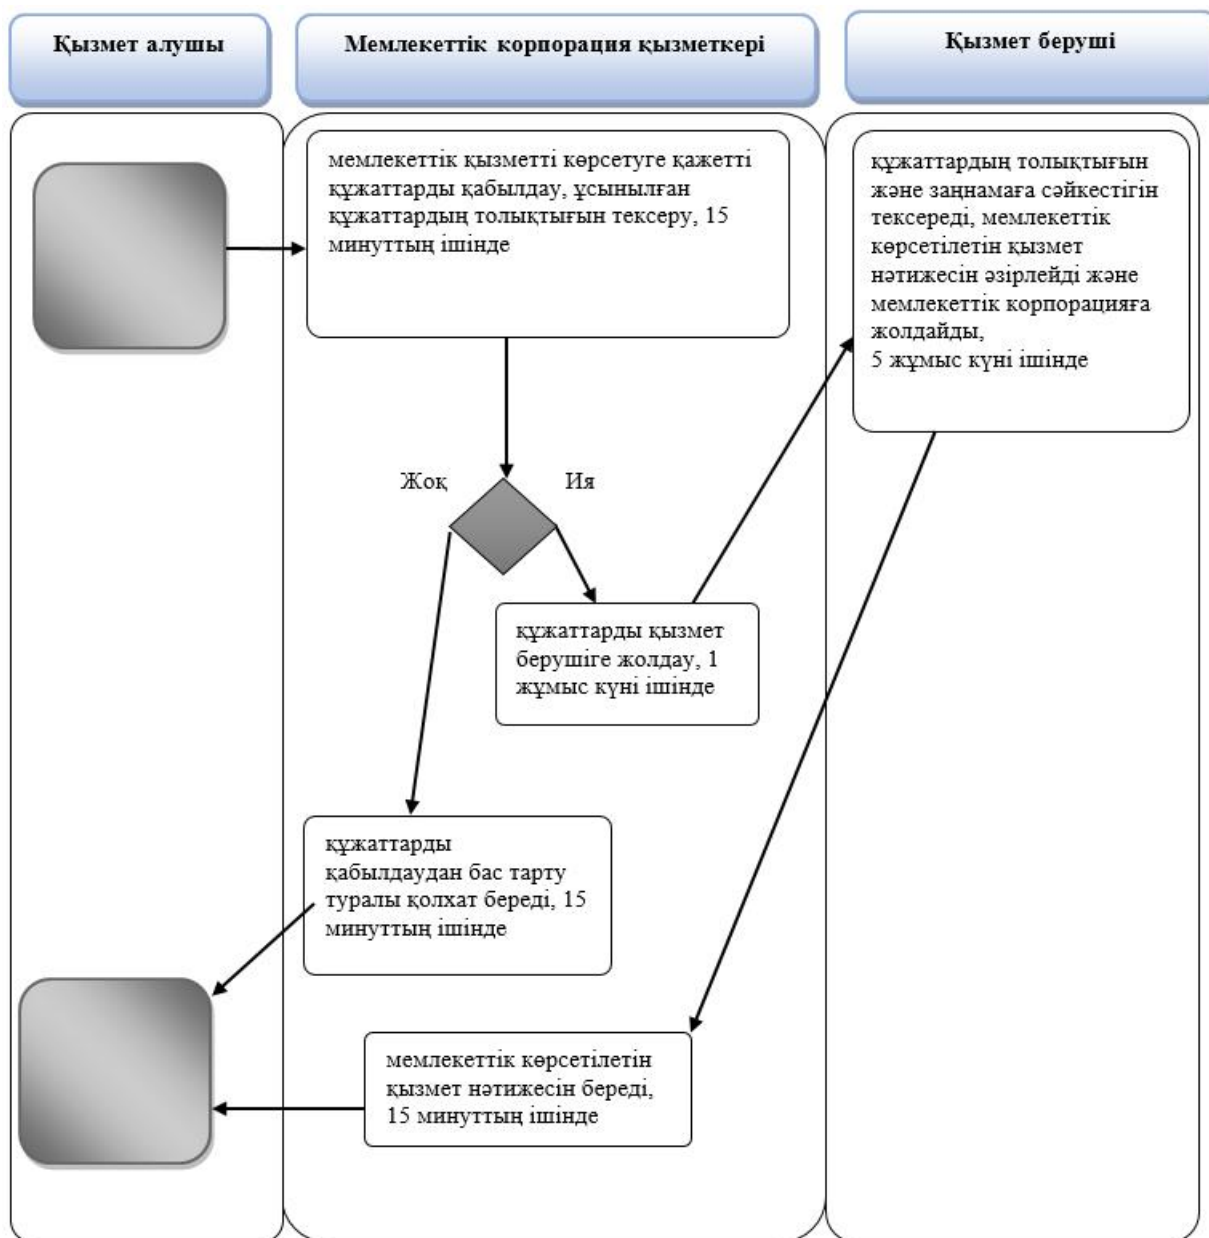 Қызмет алушы
Мемлекеттік корпорация қызметкері
Қызмет беруші
мемлекеттік қызметті көрсетуге қажетті
құжаттарды қабылдау, ұсынылған
құжаттардың толықтығын тексеру, 15
минуттың ішінде
құжаттардың толықтығын
және заңнамаға сәйкестігін
тексереді, мемлекеттік
көрсетілетін қызмет
нәтижесін әзірлейді және
мемлекеттік корпорацияға
жолдайды,
5 жұмыс күні ішінде
Жоқ
Ия
құжаттарды қызмет
берушіге жолдау, 1
жұмыс күні ішінде
құжаттарды
қабылдаудан бас тарту
туралы қолхат береді, 15
минуттың ішінде
мемлекеттік көрсетілетін
қызмет нәтижесін береді,
15 минуттың ішінде